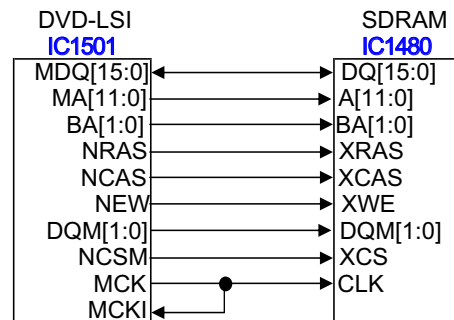 DVD-LSI SDRAM
IC1501 IC1480
MDQ[15:0] DQ[15:0]
MA[11:0] A[11:0]
BA[1:0] BA[1:0]
NRAS XRAS
NCAS XCAS
NEW XWE
DQM[1:0] DQM[1:0]
NCSM XCS
MCK CLK
MCKI